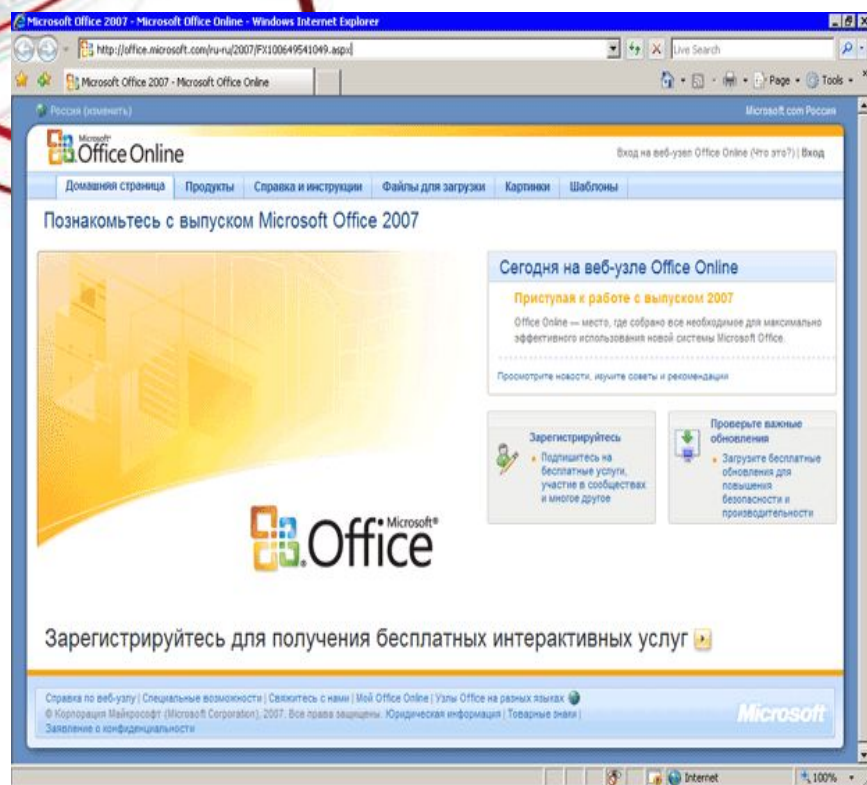 Microsoft Office 2007 - Microsoft Office Online - Windows Internet Explorer
http://office.microsoft.com/ru-ru/2007/FX100649541049.aspx
Live Search
Microsoft Office 2007 - Microsoft Office Online
Page
Tools
Россия (изменить)
Microsoft.com Россия
Microsoft®
Office Online
Вход на веб-узел Office Online (Что это?) | Вход
Домашняя страница
Продукты
Справка и инструкции
Файлы для загрузки
Картинки
Шаблоны
Познакомьтесь с выпуском Microsoft Office 2007
Сегодня на веб-узле Office Online
Приступая к работе с выпуском 2007
Office Online — место, где собрано все необходимое для максимально
эффективного использования новой системы Microsoft Office.
Просмотрите новости, изучите советы и рекомендации
Зарегистрируйтесь
Подпишитесь на
бесплатные услуги,
участие в сообществах
и многое другое
Проверьте важные
обновления
Загрузите бесплатные
обновления для
повышения
безопасности и
производительности
Microsoft®
Office
Зарегистрируйтесь для получения бесплатных интерактивных услуг
Справка по веб-узлу | Специальные возможности | Свяжитесь с нами | Мой Office Online | Узлы Office на разных языках
© Корпорация Майкрософт (Microsoft Corporation), 2007. Все права защищены. Юридическая информация | Товарные знаки |
Заявление о конфиденциальности
Microsoft
Internet
100%